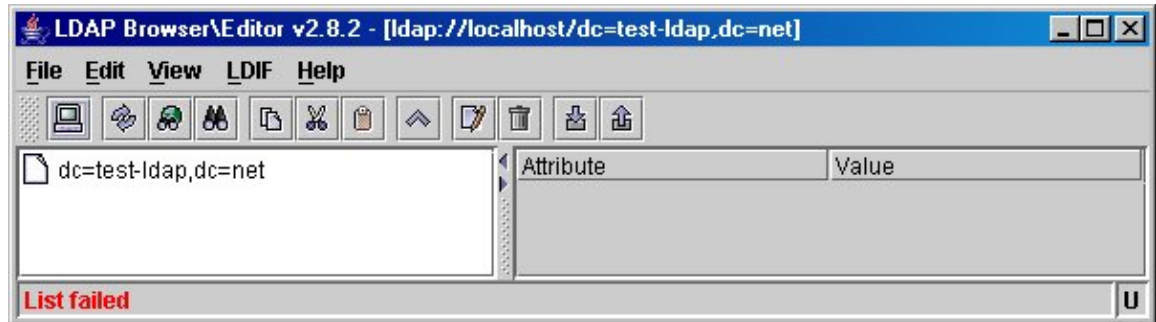 LDAP Browser\Editor v2.8.2 - [ldap://localhost/dc=test-ldap,dc=net]
File Edit View LDIF Help
dc=test-ldap,dc=net
Attribute Value
List failed U